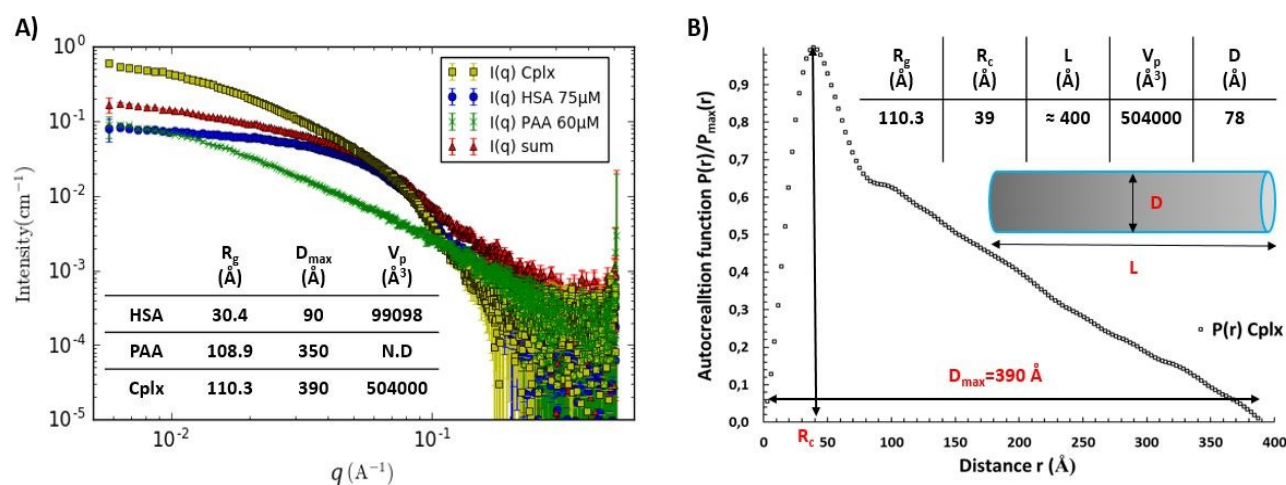 A)
10^0
10^-1
10^-2
10^-3
10^-4
10^-5
Intensity(cm^-1)
I(q) Cplx
I(q) HSA 75µM
I(q) PAA 60µM
I(q) sum
R_g (Å) D_max (Å) V_p (Å³)
HSA 30.4 90 99098
PAA 108.9 350 N.D
Cplx 110.3 390 504000
10^-2 10^-1
q (A^-1)
B)
Autocrealltion function P(r)/P_max(r)
0,9
0,8
0,7
0,6
0,5
0,4
0,3
0,2
0,1
0,0
R_g (Å) R_c (Å) L (Å) V_p (Å³) D (Å)
110.3 39 ≈ 400 504000 78
D
L
P(r) Cplx
D_max=390 Å
0 50 100 150 200 250 300 350 400
R_c
Distance r (Å)